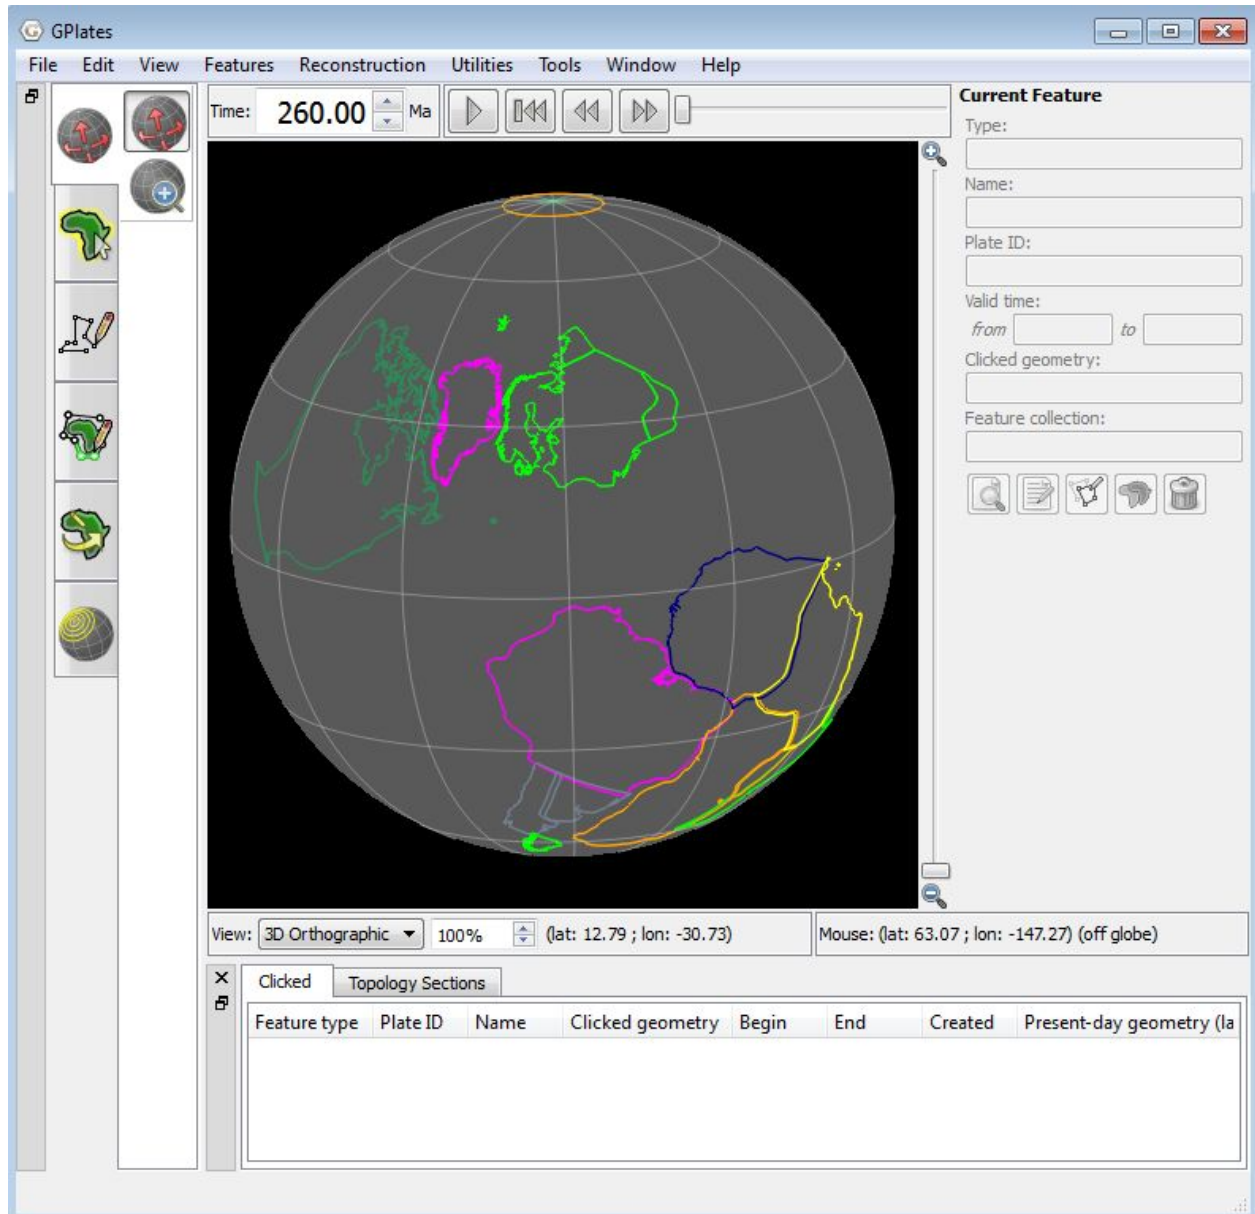 GPlates
File Edit View Features Reconstruction Utilities Tools Window Help
Time: 260.00 Ma
Current Feature
Type:
Name:
Plate ID:
Valid time:
from to
Clicked geometry:
Feature collection:
View: 3D Orthographic 100% (lat: 12.79 ; lon: -30.73) Mouse: (lat: 63.07 ; lon: -147.27) (off globe)
Clicked Topology Sections
Feature type Plate ID Name Clicked geometry Begin End Created Present-day geometry (la